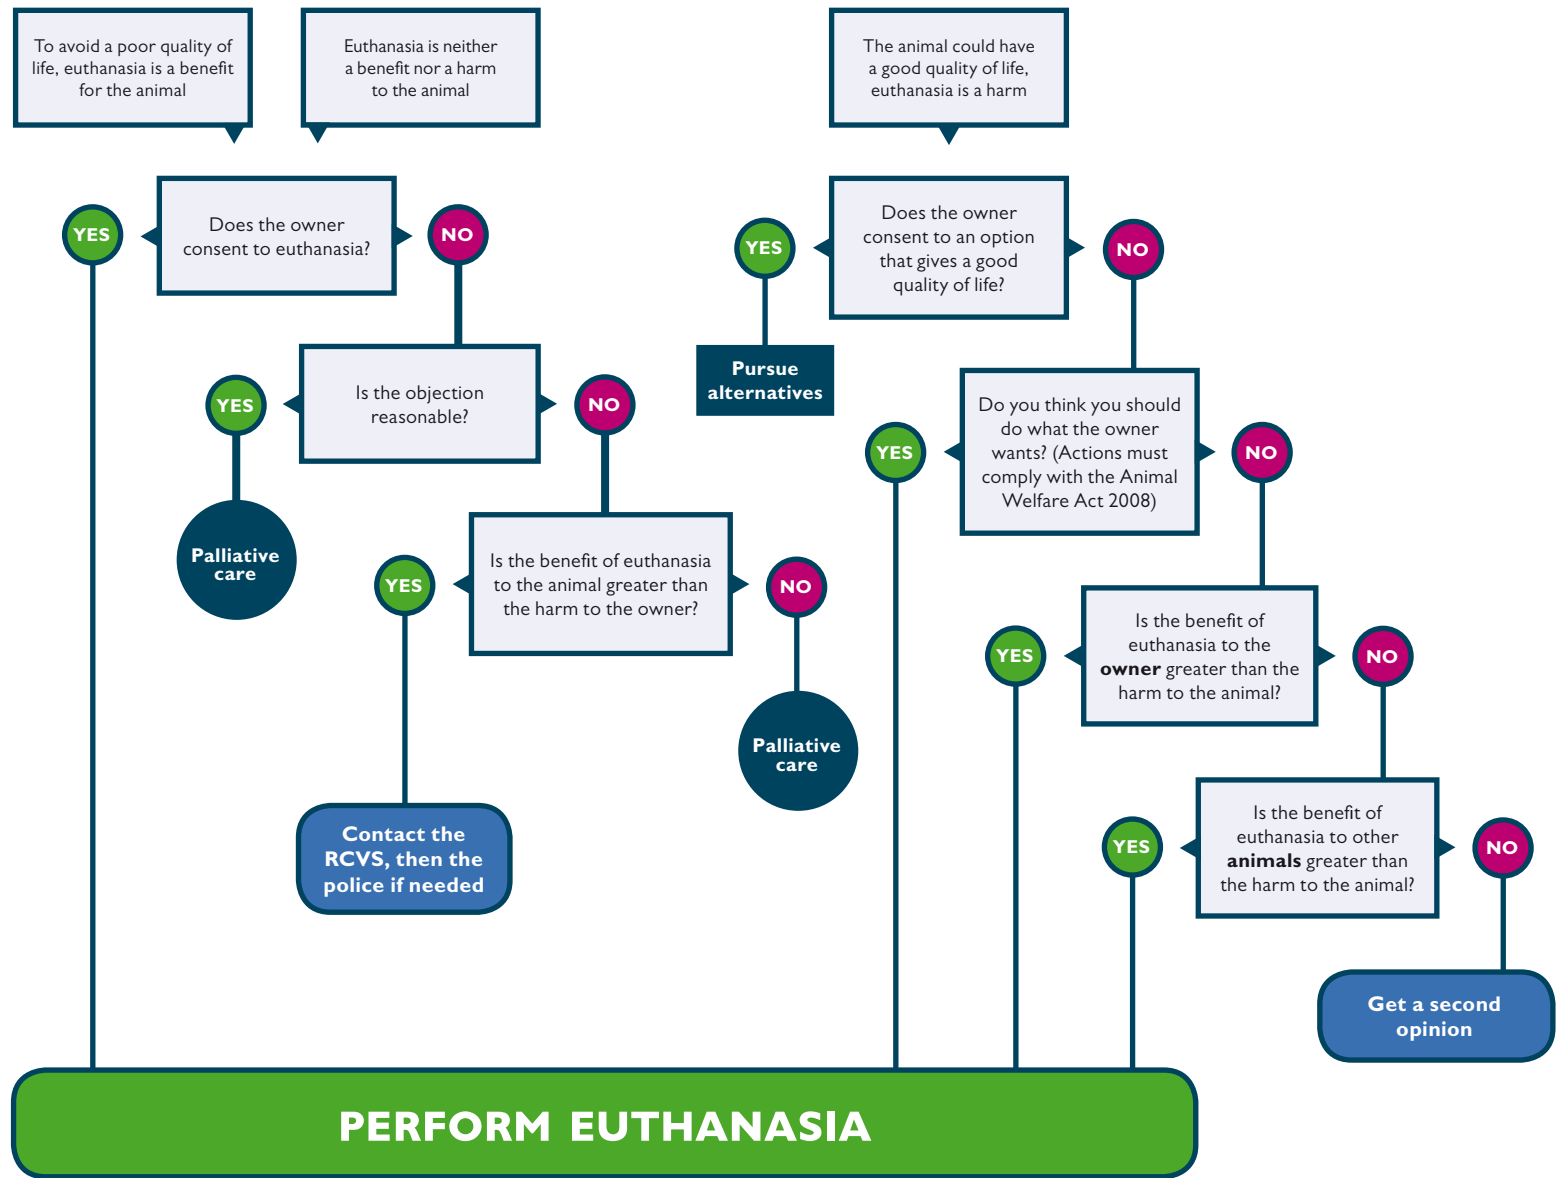 To avoid a poor quality of
life, euthanasia is a benefit
for the animal
Euthanasia is neither
a benefit nor a harm
to the animal
The animal could have
a good quality of life,
euthanasia is a harm
YES
Does the owner
consent to euthanasia?
NO
YES
Does the owner
consent to an option
that gives a good
quality of life?
NO
YES
Is the objection
reasonable?
NO
Pursue
alternatives
YES
Do you think you should
do what the owner
wants? (Actions must
comply with the Animal
Welfare Act 2008)
NO
Palliative
care
YES
Is the benefit of euthanasia
to the animal greater than
the harm to the owner?
NO
YES
Is the benefit of
euthanasia to the
owner greater than the
harm to the animal?
NO
Palliative
care
Contact the
RCVS, then the
police if needed
YES
Is the benefit of
euthanasia to other
animals greater than
the harm to the animal?
NO
Get a second
opinion
PERFORM EUTHANASIA